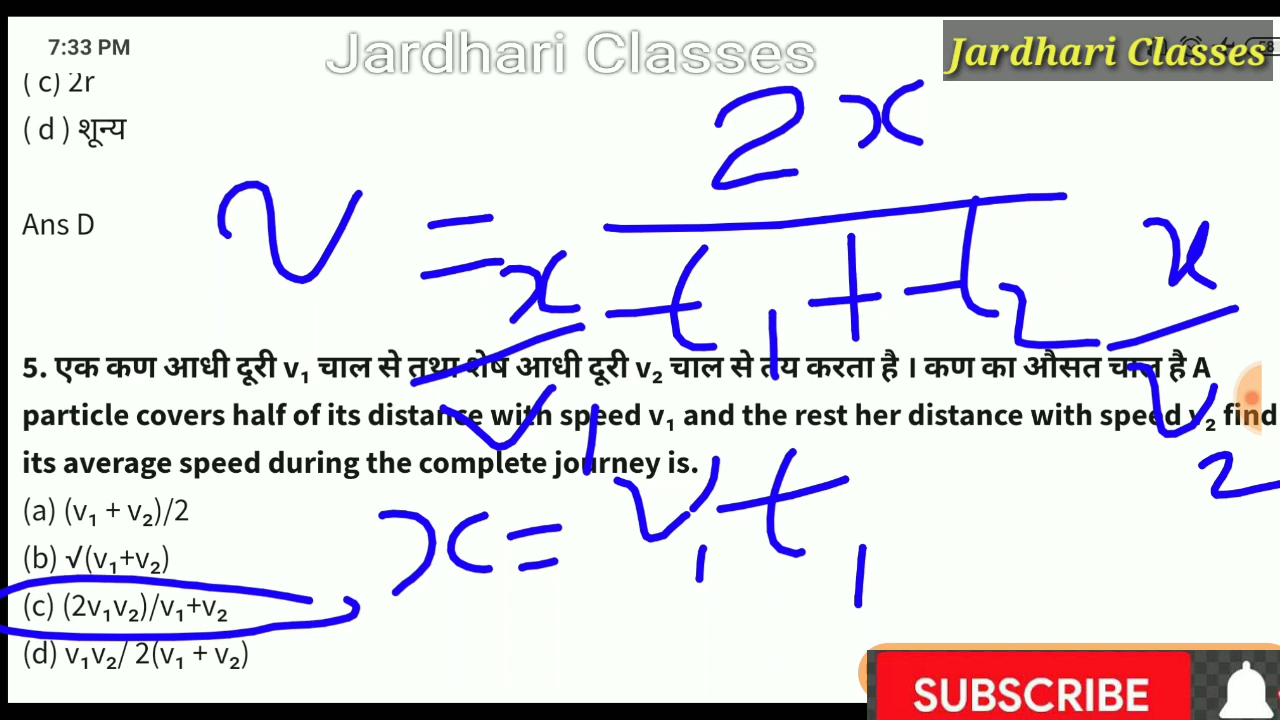 7:33 PM
Jardhari Classes
Jardhari Classes
58
( c) 2r
( d ) शून्य
2x
Ans D
v = 
t₁ + t₂
x
x
5. एक कण आधी दूरी v₁ चाल से तथा शेष आधी दूरी v₂ चाल से तय करता है । कण का औसत चाल है A
particle covers half of its distance with speed v₁ and the rest her distance with speed v₂ find
its average speed during the complete journey is.
v₁
v₂
(a) (v₁ + v₂)/2
x = v₁t₁
(b) √(v₁+v₂)
(c) (2v₁v₂)/v₁+v₂
(d) v₁v₂/ 2(v₁ + v₂)
SUBSCRIBE